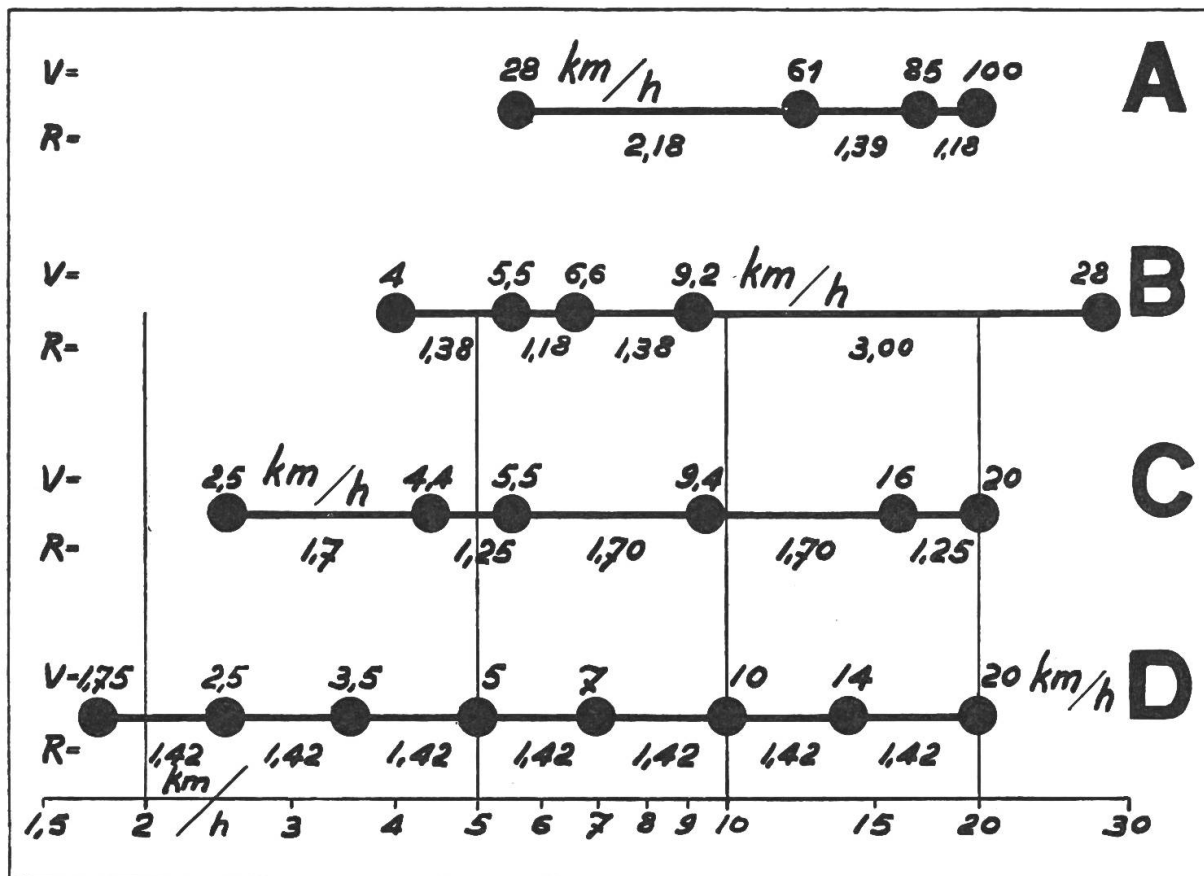 V= 28 km/h 61 85 100 A
R= 2,18 1,39 1,18
V= 4 5,5 6,6 9,2 km/h 28 B
R= 1,38 1,18 1,38 3,00
V= 2,5 km/h 4,4 5,5 9,4 16 20 C
R= 1,7 1,25 1,70 1,70 1,25
V= 1,75 2,5 3,5 5 7 10 14 20 km/h D
R= 1,42 1,42 1,42 1,42 1,42 1,42 1,42
1,5 2 km/h 3 4 5 6 7 8 9 10 15 20 30